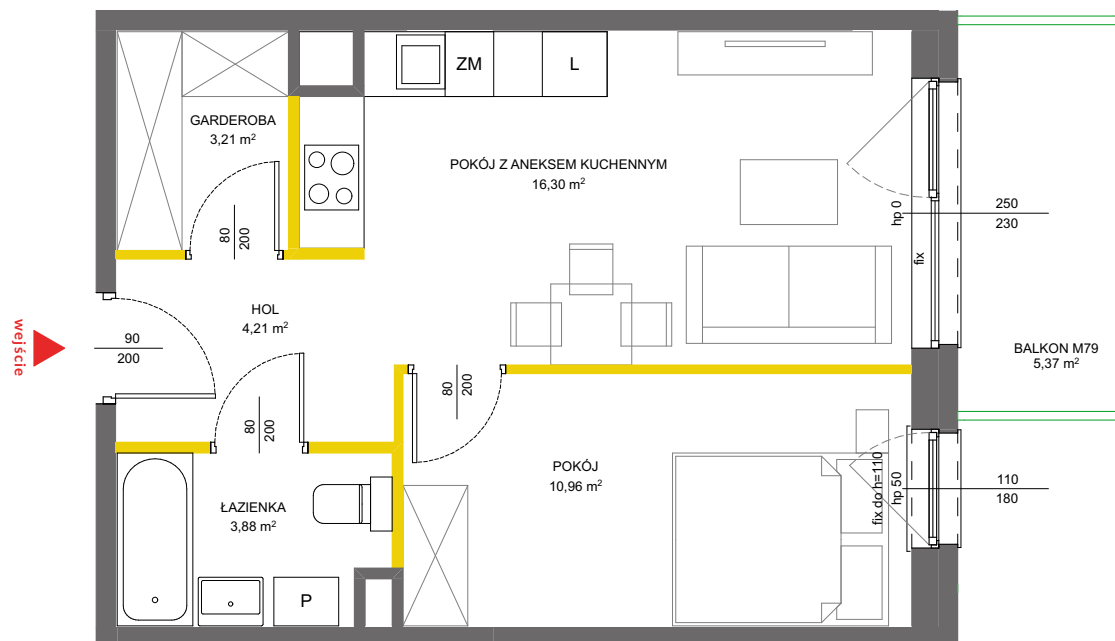 ZM
L
GARDEROBA
3,21 m²
POKÓJ Z ANEKSEM KUCHENNYM
16,30 m²
80
200
hp 0
fix
250
230
HOL
4,21 m²
wejście
90
200
80
200
80
200
BALKON M79
5,37 m²
POKÓJ
10,96 m²
fix do h=110
hp 50
110
180
ŁAZIENKA
3,88 m²
P